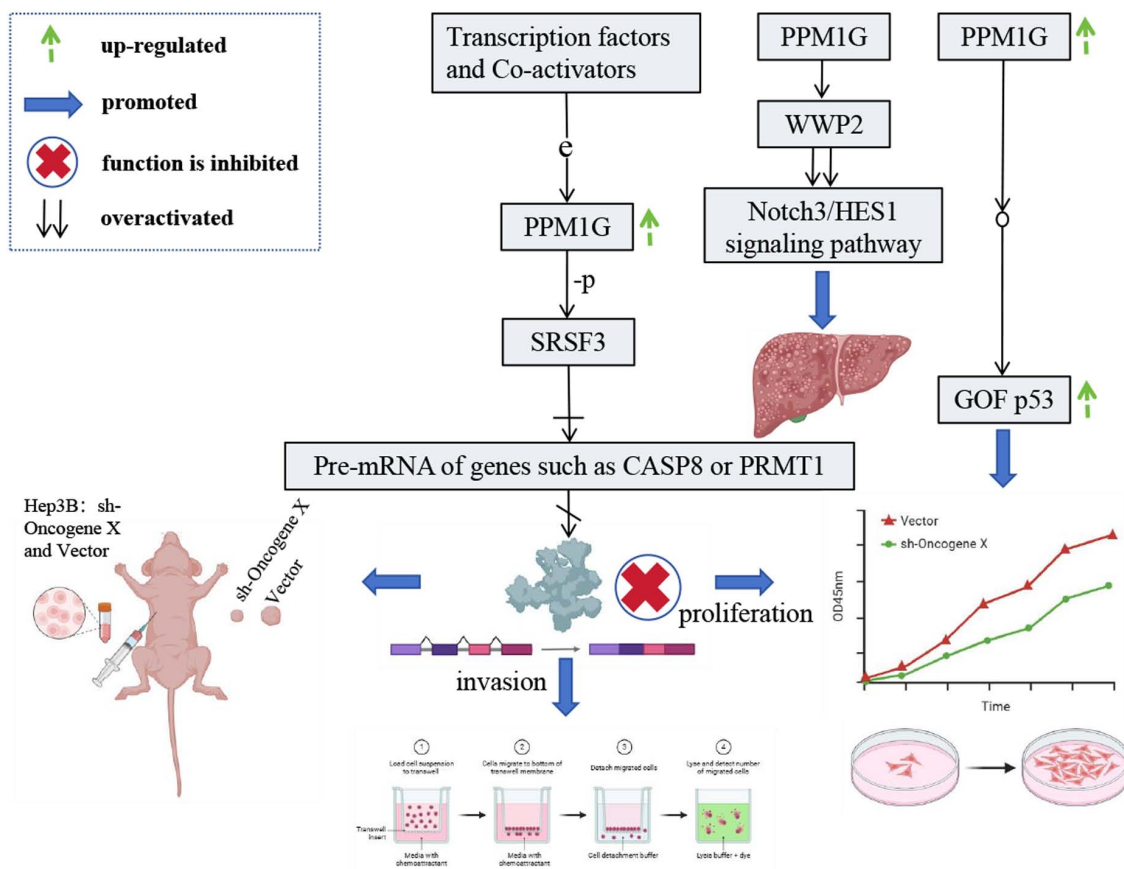 up-regulated
promoted
function is inhibited
overactivated
Transcription factors
and Co-activators
e
PPM1G
-p
SRSF3
Pre-mRNA of genes such as CASP8 or PRMT1
PPM1G
WWP2
Notch3/HES1
signaling pathway
PPM1G
GOF p53
Hep3B：sh-
Oncogene X
and Vector
sh-Oncogene X
Vector
proliferation
invasion
Vector
sh-Oncogene X
OD45nm
Time
1
Load cell suspension
to transwell
Transwell
insert
Media with
chemoattractant
2
Cells migrate to bottom of
transwell membrane
Media with
chemoattractant
3
Detach migrated cells
Cell detachment buffer
4
Lyse and detect number
of migrated cells
Lysis buffer + dye